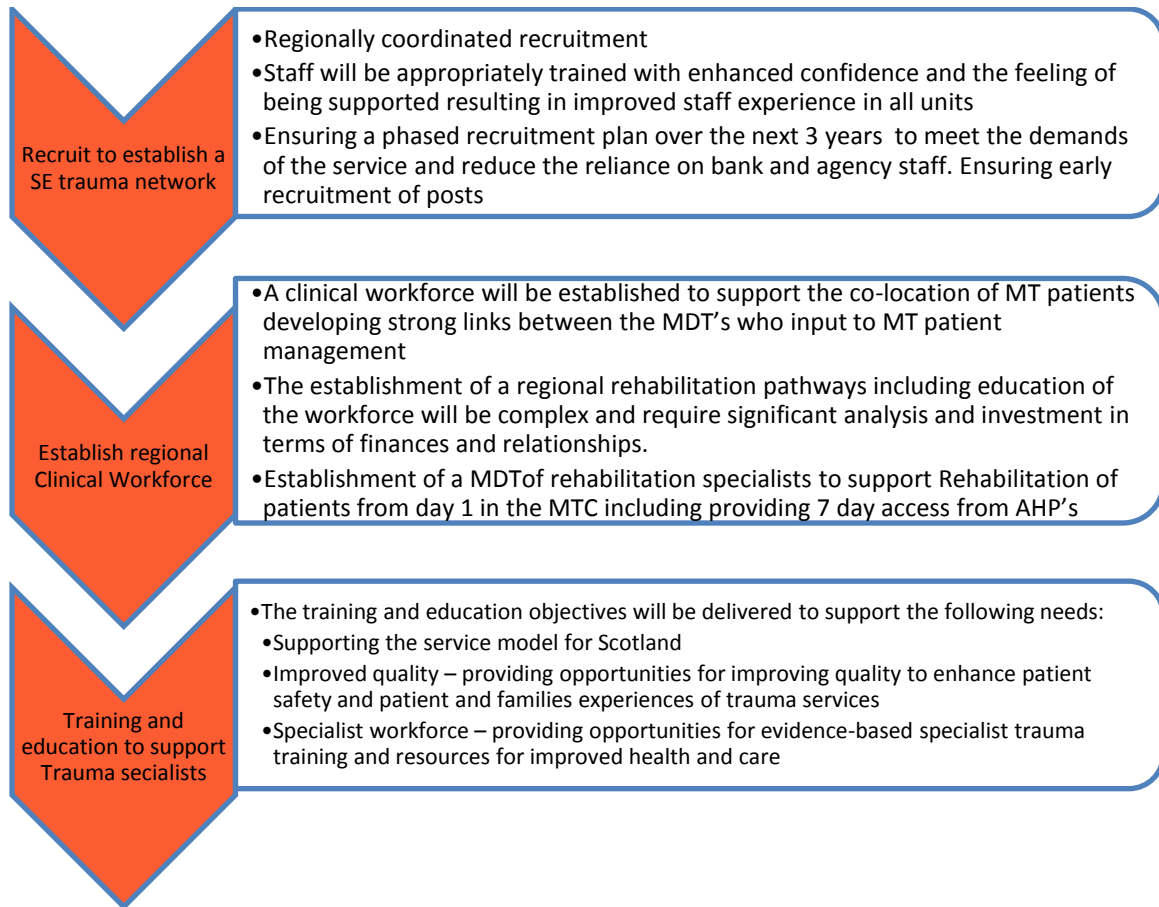 Recruit to establish a
SE trauma network
•Regionally coordinated recruitment
•Staff will be appropriately trained with enhanced confidence and the feeling of
being supported resulting in improved staff experience in all units
•Ensuring a phased recruitment plan over the next 3 years to meet the demands
of the service and reduce the reliance on bank and agency staff. Ensuring early
recruitment of posts
Establish regional
Clinical Workforce
•A clinical workforce will be established to support the co-location of MT patients
developing strong links between the MDT's who input to MT patient
management
•The establishment of a regional rehabilitation pathways including education of
the workforce will be complex and require significant analysis and investment in
terms of finances and relationships.
•Establishment of a MDTof rehabilitation specialists to support Rehabilitation of
patients from day 1 in the MTC including providing 7 day access from AHP's
Training and
education to support
Trauma secialists
•The training and education objectives will be delivered to support the following needs:
•Supporting the service model for Scotland
•Improved quality – providing opportunities for improving quality to enhance patient
safety and patient and families experiences of trauma services
•Specialist workforce – providing opportunities for evidence-based specialist trauma
training and resources for improved health and care